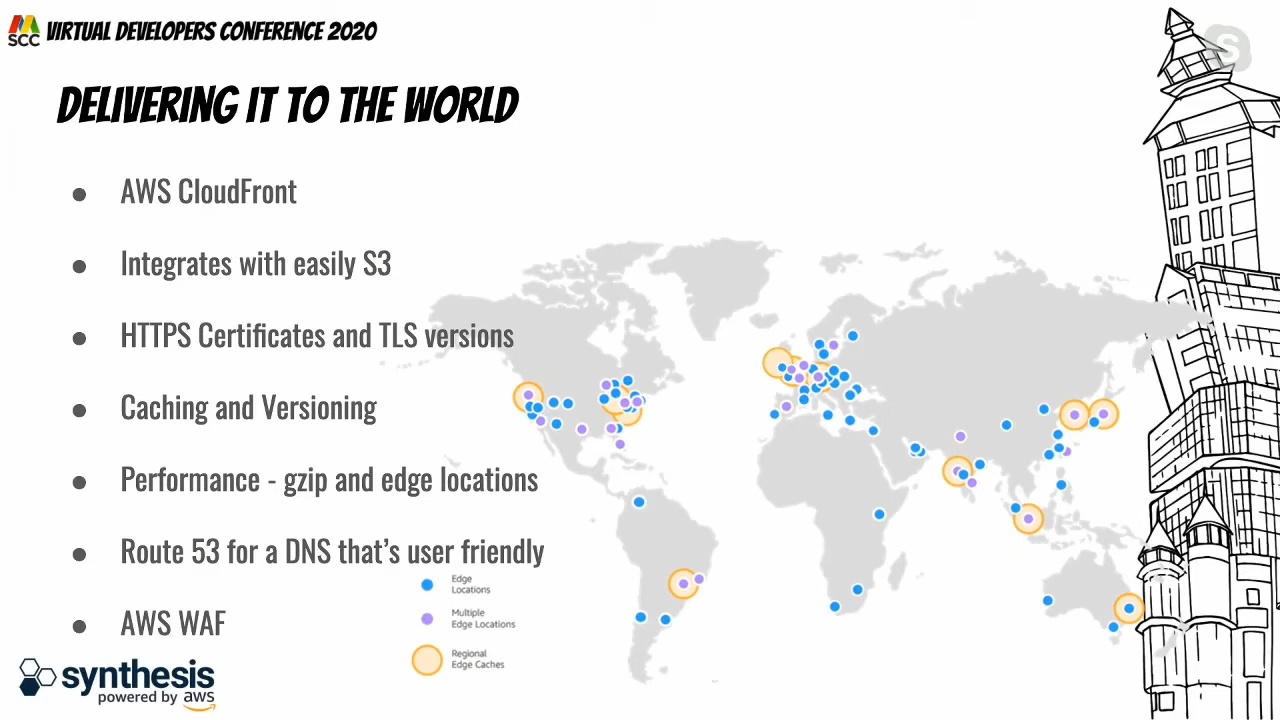 SCC VIRTUAL DEVELOPERS CONFERENCE 2020
DELIVERING IT TO THE WORLD
● AWS CloudFront
● Integrates with easily S3
● HTTPS Certificates and TLS versions
● Caching and Versioning
● Performance - gzip and edge locations
● Route 53 for a DNS that's user friendly
● AWS WAF
Edge
Locations
Multiple
Edge Locations
Regional
Edge Caches
synthesis
powered by aws
S